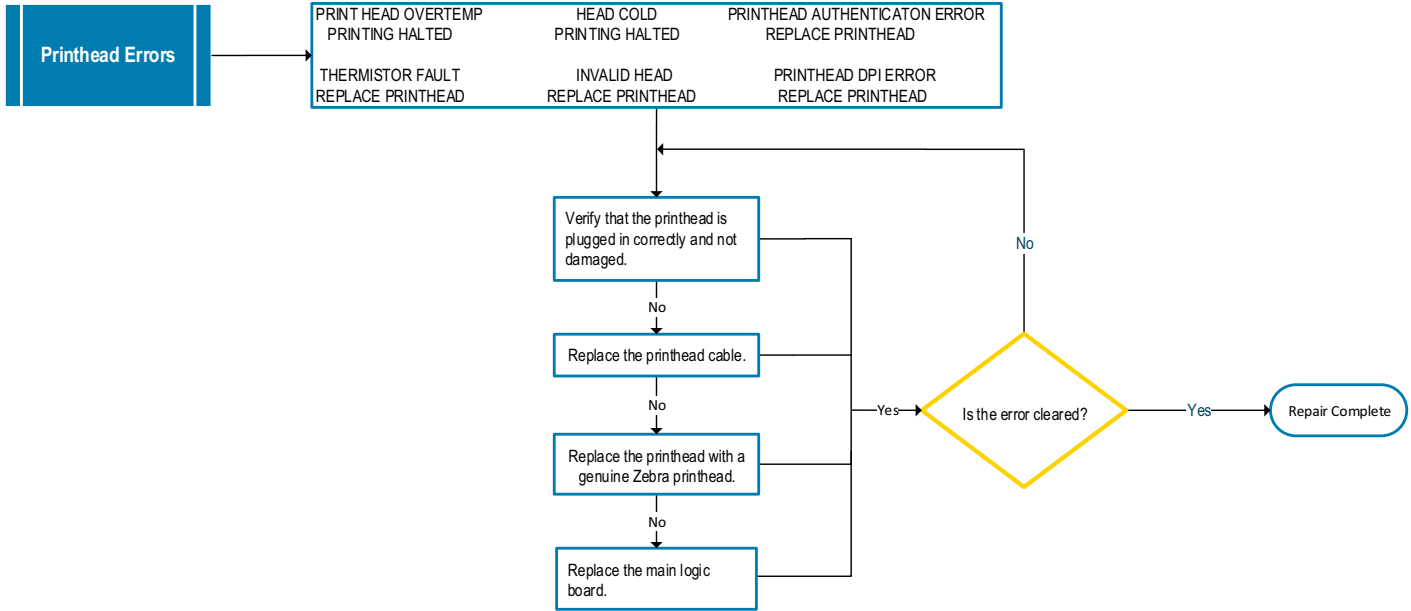 Printhead Errors
PRINT HEAD OVERTEMP
PRINTING HALTED
HEAD COLD
PRINTING HALTED
PRINTHEAD AUTHENTICATON ERROR
REPLACE PRINTHEAD
THERMISTOR FAULT
REPLACE PRINTHEAD
INVALID HEAD
REPLACE PRINTHEAD
PRINTHEAD DPI ERROR
REPLACE PRINTHEAD
Verify that the printhead is
plugged in correctly and not
damaged.
No
Replace the printhead cable.
No
Replace the printhead with a
genuine Zebra printhead.
No
Replace the main logic
board.
Yes
Is the error cleared?
No
Yes
Repair Complete